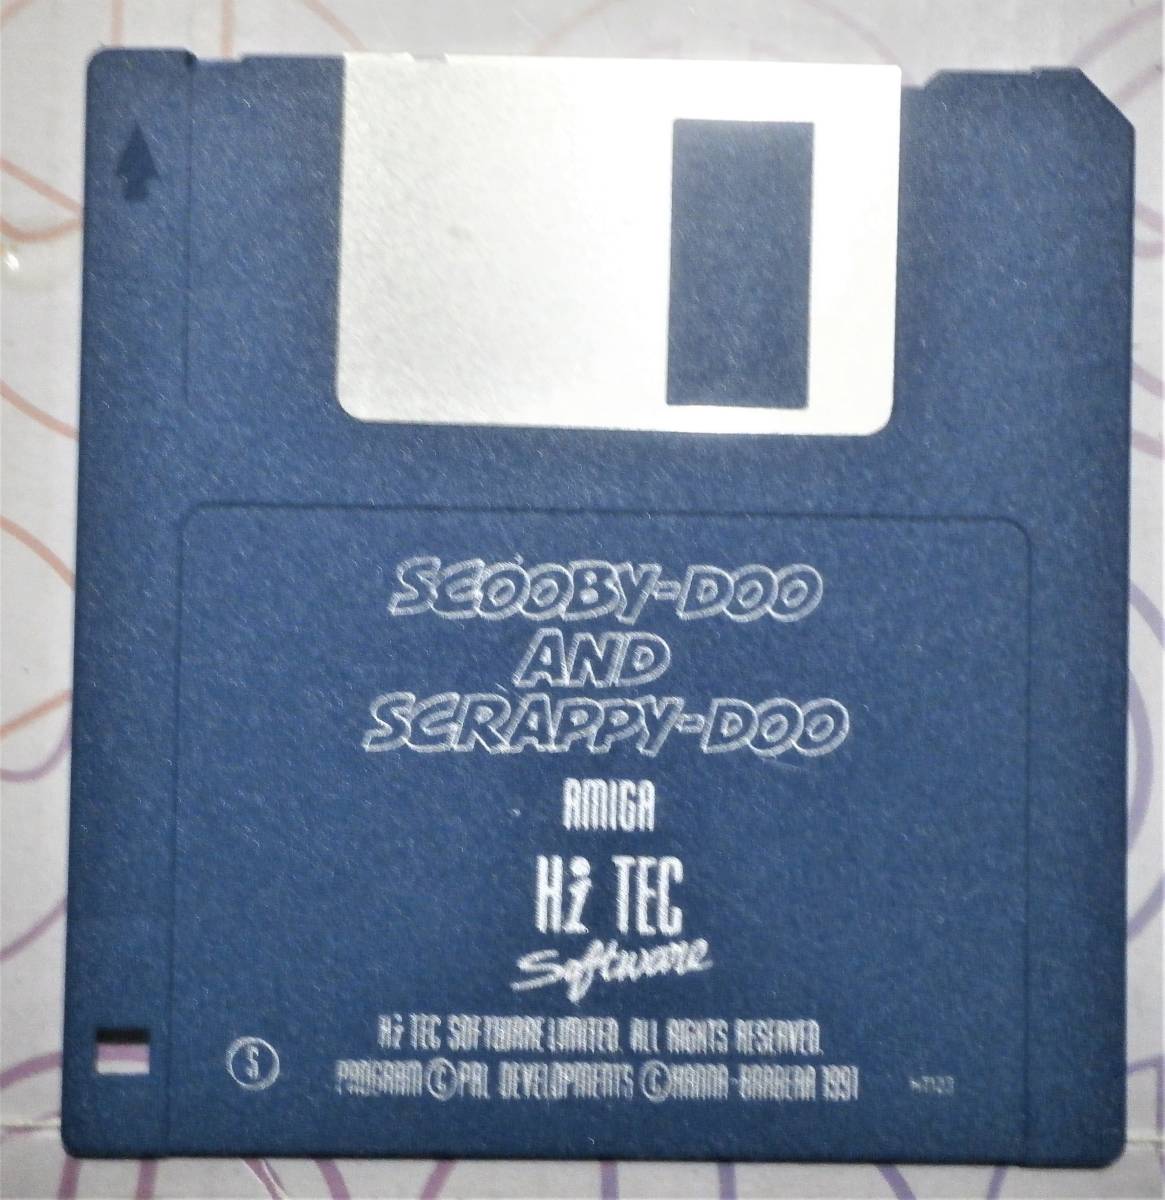 SCOOBY-DOO
AND
SCRAPPY-DOO
AMIGA
Hi TEC
Software
Hi TEC SOFTWARE LIMITED. ALL RIGHTS RESERVED.
S
PROGRAM © PAL DEVELOPMENTS © HANNA-BARBERA 1991